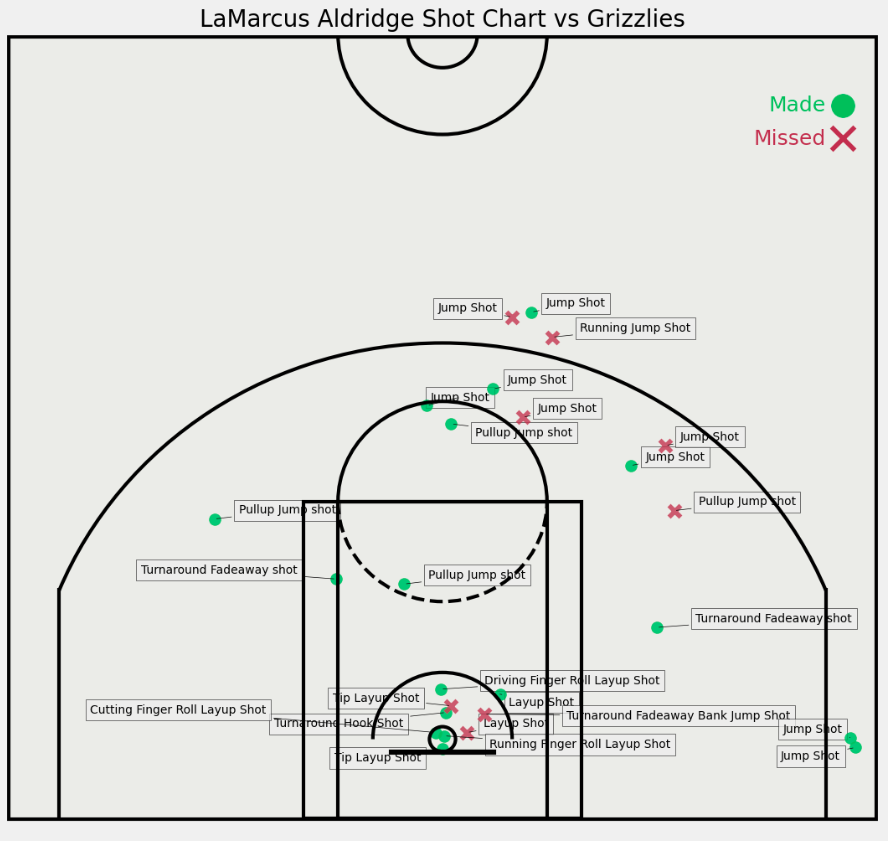 LaMarcus Aldridge Shot Chart vs Grizzlies
Made
Missed
Jump Shot
Jump Shot
Running Jump Shot
Jump Shot
Jump Shot
Jump Shot
Pullup Jump shot
Jump Shot
Jump Shot
Pullup Jump shot
Pullup Jump shot
Turnaround Fadeaway shot
Pullup Jump shot
Turnaround Fadeaway shot
Driving Finger Roll Layup Shot
Tip Layup Shot
Layup Shot
Cutting Finger Roll Layup Shot
Turnaround Fadeaway Bank Jump Shot
Turnaround Hook Shot
Layup Shot
Jump Shot
Running Finger Roll Layup Shot
Tip Layup Shot
Jump Shot